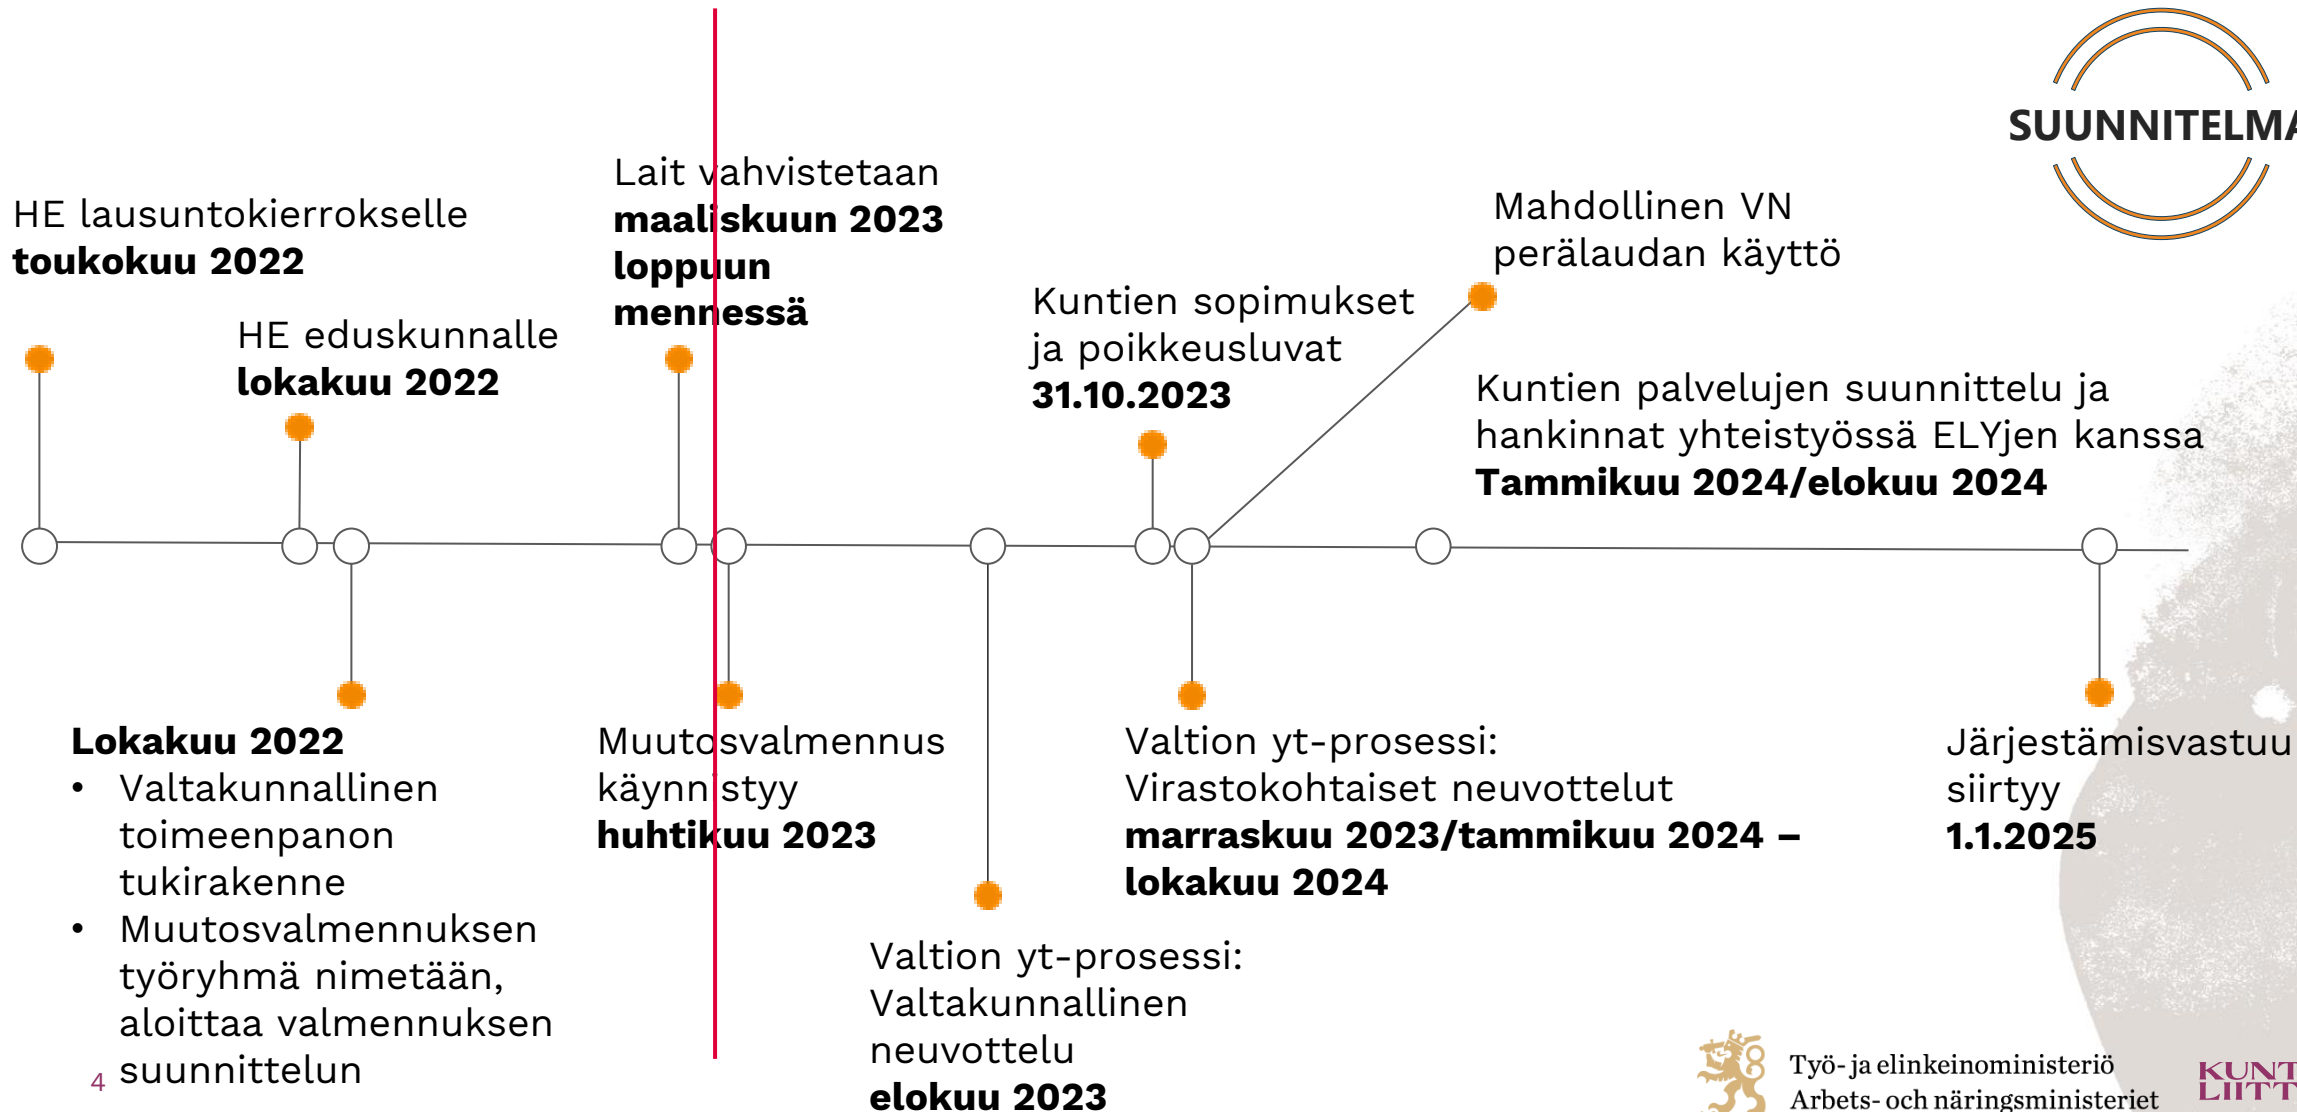 SUUNNITELMA
HE lausuntokierrokselle
toukokuu 2022
HE eduskunnalle
lokakuu 2022
Lait vahvistetaan
maaliskuun 2023
loppuun
mennessä
Kuntien sopimukset
ja poikkeusluvat
31.10.2023
Mahdollinen VN
perälaudan käyttö
Kuntien palvelujen suunnittelu ja
hankinnat yhteistyössä ELYjen kanssa
Tammikuu 2024/elokuu 2024
Lokakuu 2022
• Valtakunnallinen
toimeenpanon
tukirakenne
• Muutosvalmennuksen
työryhmä nimetään,
aloittaa valmennuksen
suunnittelun
Muutosvalmennus
käynnistyy
huhtikuu 2023
Valtion yt-prosessi:
Valtakunnallinen
neuvottelu
elokuu 2023
Valtion yt-prosessi:
Virastokohtaiset neuvottelut
marraskuu 2023/tammikuu 2024 –
lokakuu 2024
Järjestämisvastuu
siirtyy
1.1.2025
4
Työ- ja elinkeinoministeriö
Arbets- och näringsministeriet
KUNT
LIITT